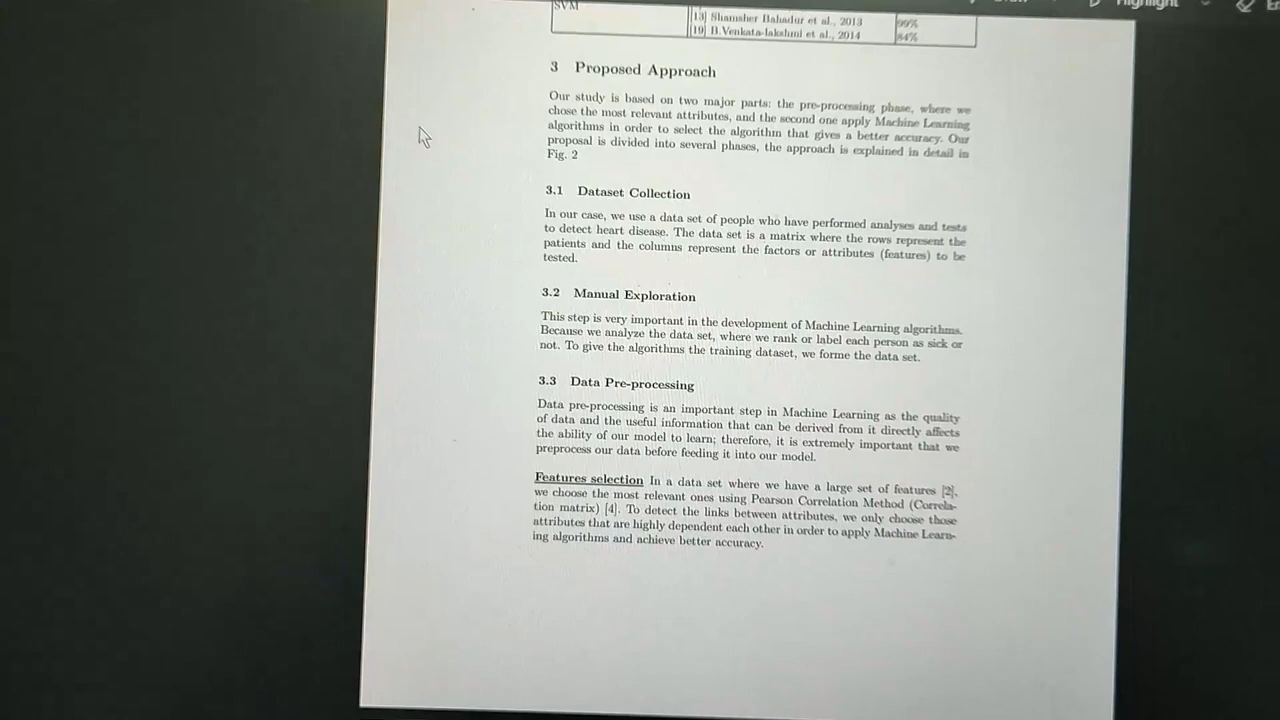 Highlight
SVM
[13] Shamsher Bahadur et al., 2013 99%
[19] B.Venkata-lakshmi et al., 2014 84%
3 Proposed Approach
Our study is based on two major parts: the pre-processing phase, where we
chose the most relevant attributes, and the second one apply Machine Learning
algorithms in order to select the algorithm that gives a better accuracy. Our
proposal is divided into several phases, the approach is explained in detail in
Fig. 2
3.1 Dataset Collection
In our case, we use a data set of people who have performed analyses and tests
to detect heart disease. The data set is a matrix where the rows represent the
patients and the columns represent the factors or attributes (features) to be
tested.
3.2 Manual Exploration
This step is very important in the development of Machine Learning algorithms.
Because we analyze the data set, where we rank or label each person as sick or
not. To give the algorithms the training dataset, we forme the data set.
3.3 Data Pre-processing
Data pre-processing is an important step in Machine Learning as the quality
of data and the useful information that can be derived from it directly affects
the ability of our model to learn; therefore, it is extremely important that we
preprocess our data before feeding it into our model.
Features selection In a data set where we have a large set of features [2],
we choose the most relevant ones using Pearson Correlation Method (Correla-
tion matrix) [4]. To detect the links between attributes, we only choose those
attributes that are highly dependent each other in order to apply Machine Learn-
ing algorithms and achieve better accuracy.